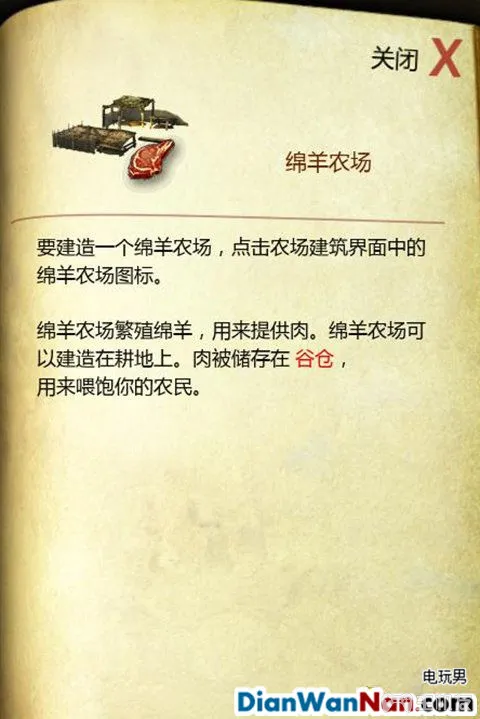 关闭 X
绵羊农场
要建造一个绵羊农场，点击农场建筑界面中的
绵羊农场图标。
绵羊农场繁殖绵羊，用来提供肉。绵羊农场可
以建造在耕地上。肉被储存在 谷仓，
用来喂饱你的农民。
电玩男
DianWanNan.com